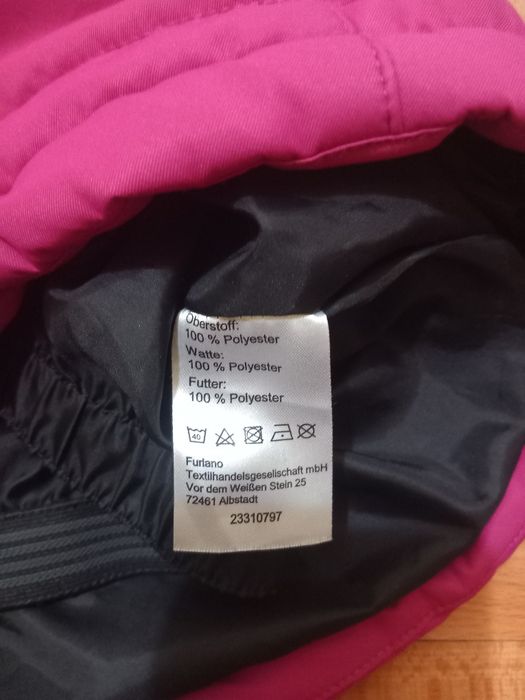 Oberstoff:
100 % Polyester
Watte:
100 % Polyester
Futter:
100 % Polyester
40
Furlano
Textilhandelsgesellschaft mbH
Vor dem Weißen Stein 25
72461 Albstadt
23310797